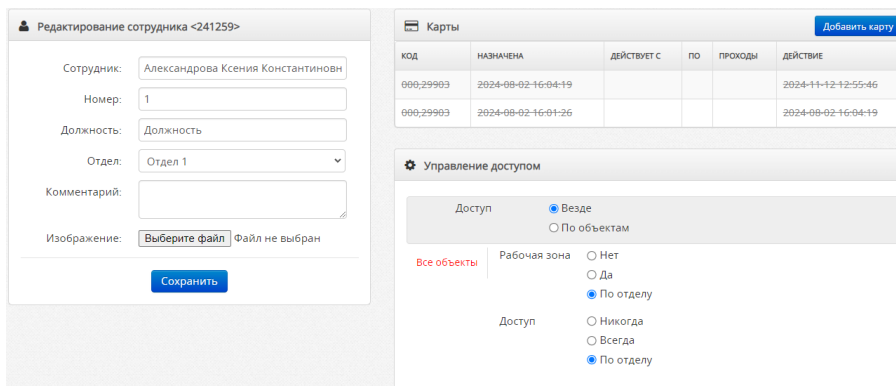 Редактирование сотрудника <241259>
Сотрудник: Александрова Ксения Константиновн
Номер: 1
Должность: Должность
Отдел: Отдел 1
Комментарий:
Изображение: Выберите файл Файл не выбран
Сохранить
Карты Добавить карту
КОД НАЗНАЧЕНА ДЕЙСТВУЕТ С ПО ПРОХОДЫ ДЕЙСТВИЕ
000,29903 2024-08-02 16:04:19 2024-11-12 12:55:46
000,29903 2024-08-02 16:01:26 2024-08-02 16:04:19
Управление доступом
Доступ Везде
По объектам
Все объекты Рабочая зона Нет
Да
По отделу
Доступ Никогда
Всегда
По отделу